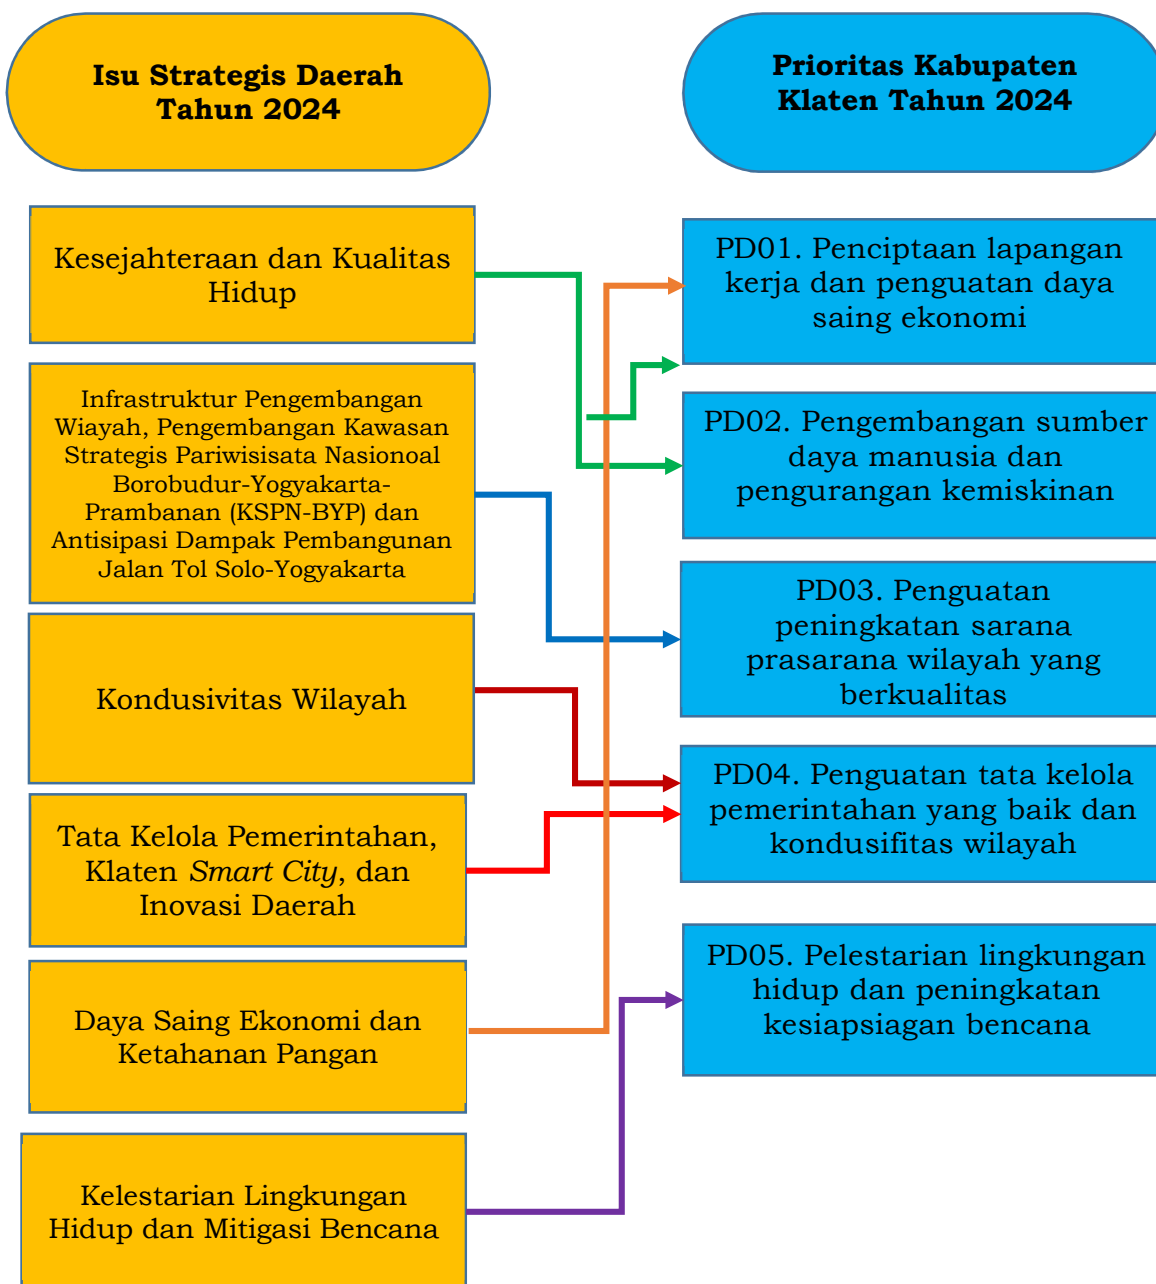 Isu Strategis Daerah
Tahun 2024
Prioritas Kabupaten
Klaten Tahun 2024
Kesejahteraan dan Kualitas
Hidup
Infrastruktur Pengembangan
Wiayah, Pengembangan Kawasan
Strategis Pariwisisata Nasionoal
Borobudur-Yogyakarta-
Prambanan (KSPN-BYP) dan
Antisipasi Dampak Pembangunan
Jalan Tol Solo-Yogyakarta
Kondusivitas Wilayah
Tata Kelola Pemerintahan,
Klaten Smart City, dan
Inovasi Daerah
Daya Saing Ekonomi dan
Ketahanan Pangan
Kelestarian Lingkungan
Hidup dan Mitigasi Bencana
PD01. Penciptaan lapangan
kerja dan penguatan daya
saing ekonomi
PD02. Pengembangan sumber
daya manusia dan
pengurangan kemiskinan
PD03. Penguatan
peningkatan sarana
prasarana wilayah yang
berkualitas
PD04. Penguatan tata kelola
pemerintahan yang baik dan
kondusifitas wilayah
PD05. Pelestarian lingkungan
hidup dan peningkatan
kesiapsiagan bencana